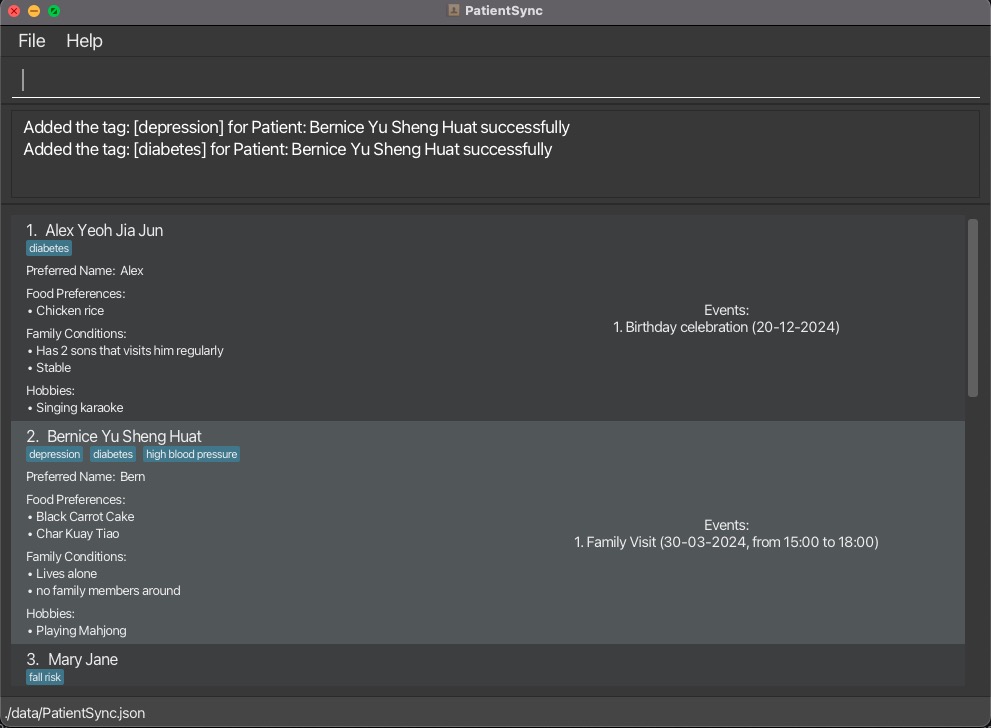 PatientSync
File Help
Added the tag: [depression] for Patient: Bernice Yu Sheng Huat successfully
Added the tag: [diabetes] for Patient: Bernice Yu Sheng Huat successfully
1. Alex Yeoh Jia Jun
diabetes
Preferred Name: Alex
Food Preferences:
• Chicken rice
Family Conditions:
• Has 2 sons that visits him regularly
• Stable
Hobbies:
• Singing karaoke
Events:
1. Birthday celebration (20-12-2024)
2. Bernice Yu Sheng Huat
depression diabetes high blood pressure
Preferred Name: Bern
Food Preferences:
• Black Carrot Cake
• Char Kuay Tiao
Family Conditions:
• Lives alone
• no family members around
Hobbies:
• Playing Mahjong
Events:
1. Family Visit (30-03-2024, from 15:00 to 18:00)
3. Mary Jane
fall risk
./data/PatientSync.json